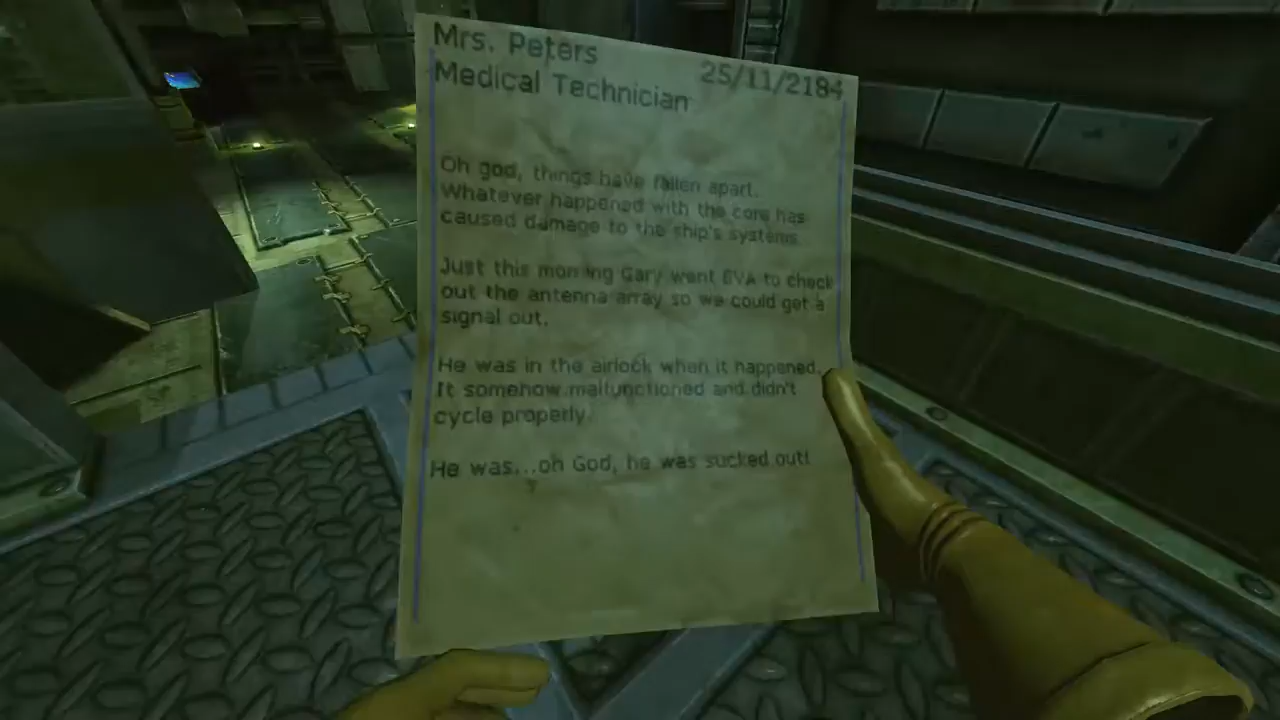 Mrs. Peters
25/11/2184
Medical Technician
Oh god, things have fallen apart.
Whatever happened with the core has
caused damage to the ship's systems.
Just this morning Gary went EVA to check
out the antenna array so we could get a
signal out.
He was in the airlock when it happened.
It somehow malfunctioned and didn't
cycle properly.
He was...oh God, he was sucked out!